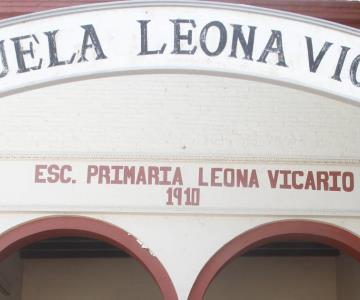 UELA LEONA VIC
ESC. PRIMARIA LEONA VICARIO
1910